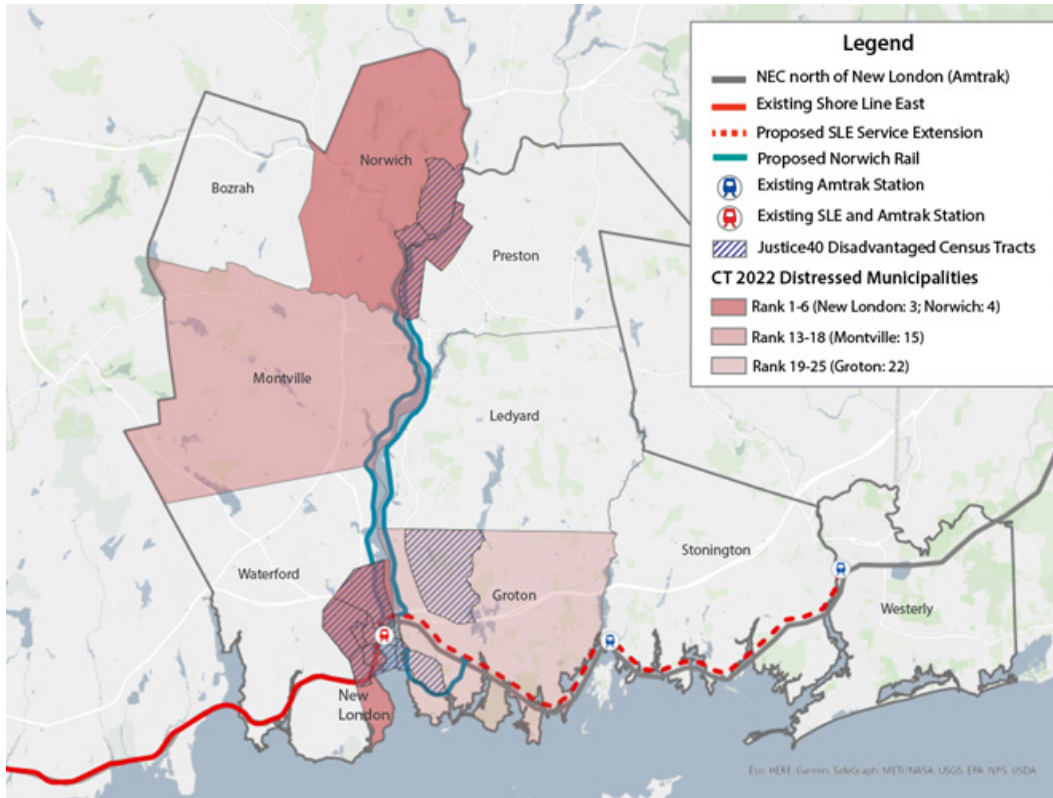 Legend
NEC north of New London (Amtrak)
Existing Shore Line East
Proposed SLE Service Extension
Proposed Norwich Rail
Existing Amtrak Station
Existing SLE and Amtrak Station
Justice40 Disadvantaged Census Tracts
CT 2022 Distressed Municipalities
Rank 1-6 (New London: 3; Norwich: 4)
Rank 13-18 (Montville: 15)
Rank 19-25 (Groton: 22)
Norwich
Bozrah
Preston
Montville
Ledyard
Stonington
Waterford
Groton
Westerly
New
London
Esri, HERE, Garmin, SafeGraph, METI/NASA, USGS, EPA, NPS, USDA